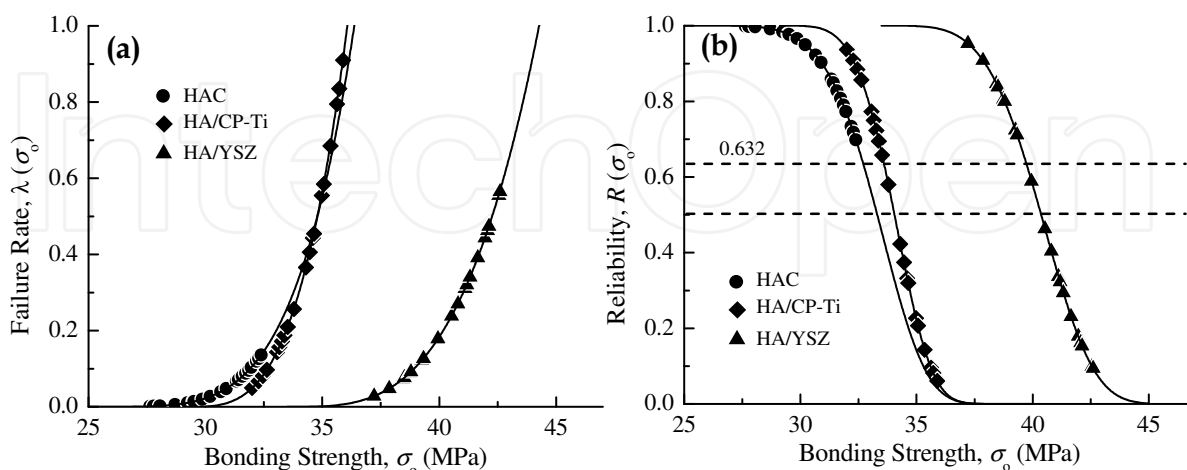 (a)
HAC
HA/CP-Ti
HA/YSZ
Failure Rate, λ (σₒ)
1.0
0.8
0.6
0.4
0.2
0.0
25 30 35 40 45
Bonding Strength, σₒ (MPa)
(b)
0.632
HAC
HA/CP-Ti
HA/YSZ
Reliability, R (σₒ)
1.0
0.8
0.6
0.4
0.2
0.0
25 30 35 40 45
Bonding Strength, σₒ (MPa)
IntechOpen